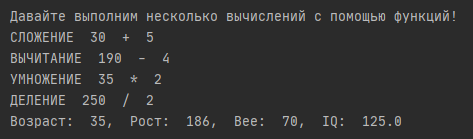 Давайте выполним несколько вычислений с помощью функций!
СЛОЖЕНИЕ  30  +  5
ВЫЧИТАНИЕ  190  -  4
УМНОЖЕНИЕ  35  *  2
ДЕЛЕНИЕ  250  /  2
Возраст:  35,  Рост:  186,  Вее:  70,  IQ:  125.0